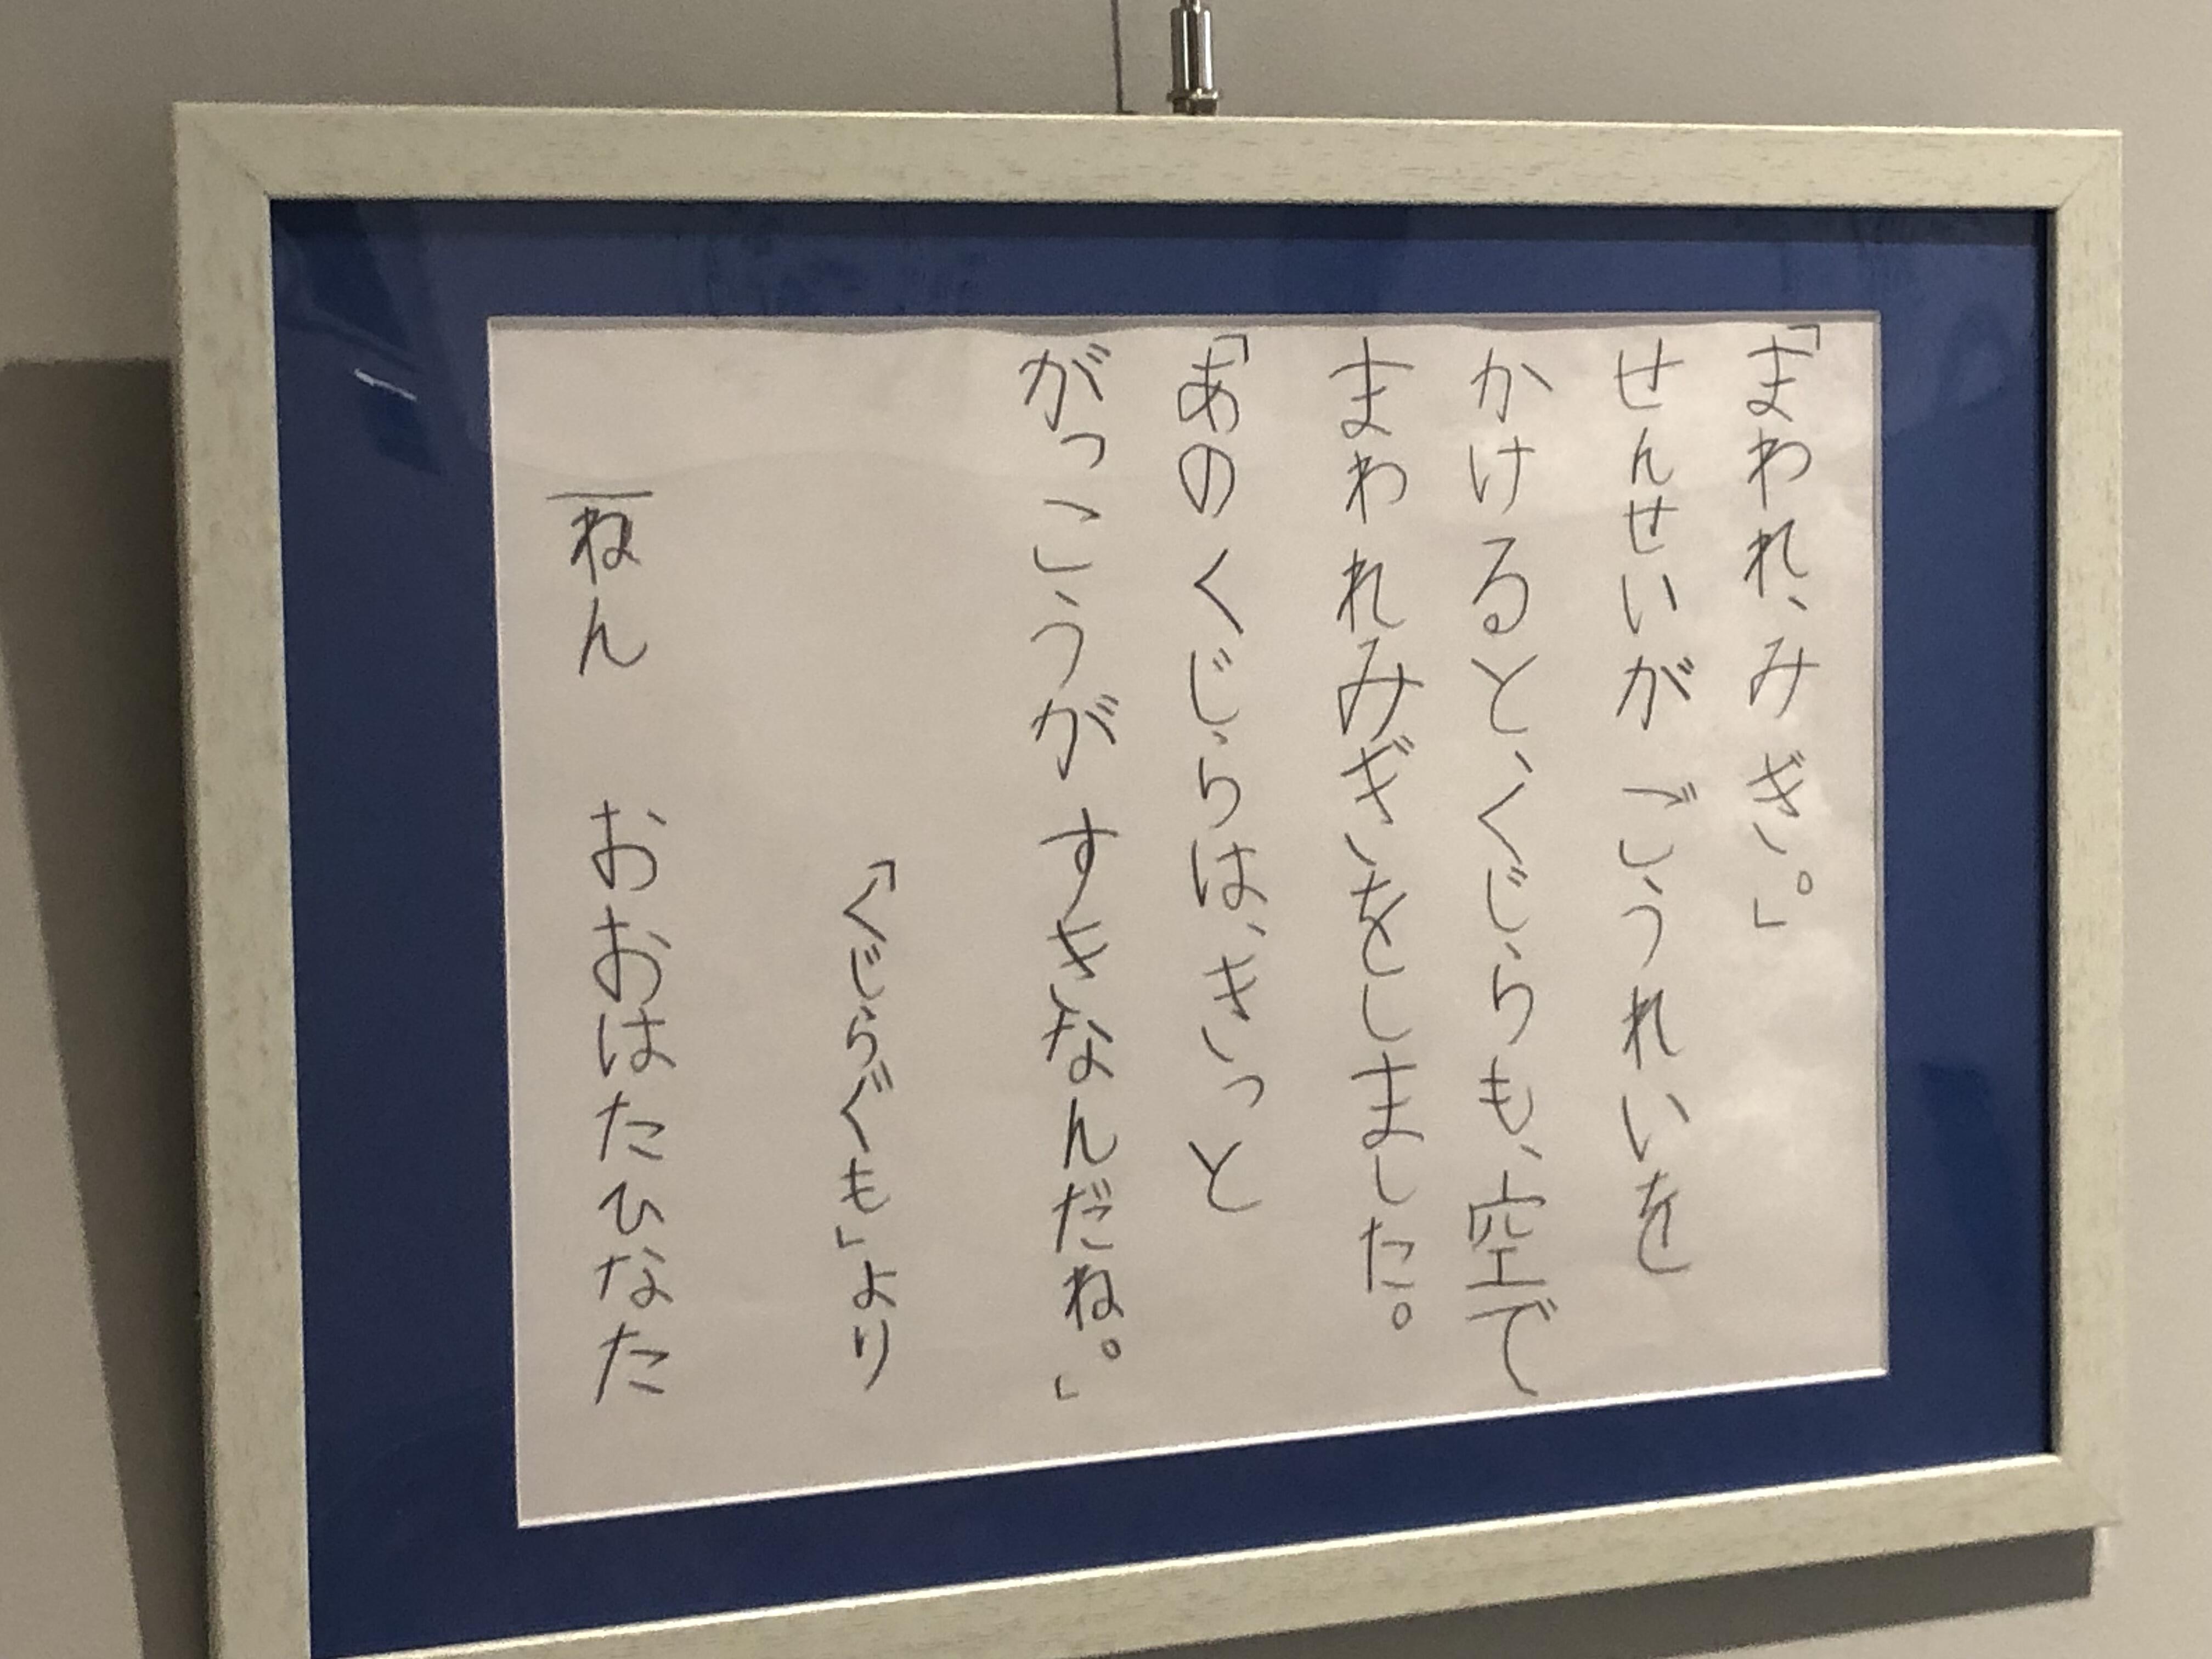 「まわれ、みぎ。」
せんせいが ごうれいを
かけると、くじらも、空で
まわれみぎをしました。
「あのくじらは、きっと
がっこうが すきなんだね。」
「くじらぐも」より
一ねん おおはたひなた